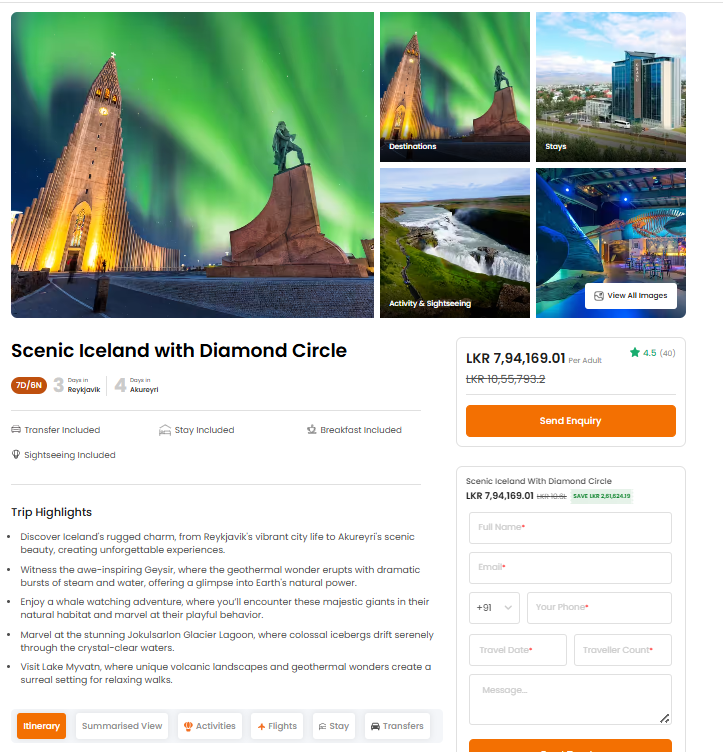 Destinations
Stays
Activity & Sightseeing
View All Images
Scenic Iceland with Diamond Circle
7D/6N
3 Days in Reykjavik
4 Days in Akureyri
Transfer Included
Stay Included
Breakfast Included
Sightseeing Included
Trip Highlights
• Discover Iceland's rugged charm, from Reykjavik's vibrant city life to Akureyri's scenic
beauty, creating unforgettable experiences.
• Witness the awe-inspiring Geysir, where the geothermal wonder erupts with dramatic
bursts of steam and water, offering a glimpse into Earth's natural power.
• Enjoy a whale watching adventure, where you'll encounter these majestic giants in their
natural habitat and marvel at their playful behavior.
• Marvel at the stunning Jokulsarlon Glacier Lagoon, where colossal icebergs drift serenely
through the crystal-clear waters.
• Visit Lake Myvatn, where unique volcanic landscapes and geothermal wonders create a
surreal setting for relaxing walks.
Itinerary
Summarised View
Activities
Flights
Stay
Transfers
LKR 7,94,169.01 Per Adult
4.5 (40)
LKR 10,55,793.2
Send Enquiry
Scenic Iceland With Diamond Circle
LKR 7,94,169.01 LKR 10.6L SAVE LKR 2,61,624.19
Full Name*
Email*
+91
Your Phone*
Travel Date*
Traveller Count*
Message...